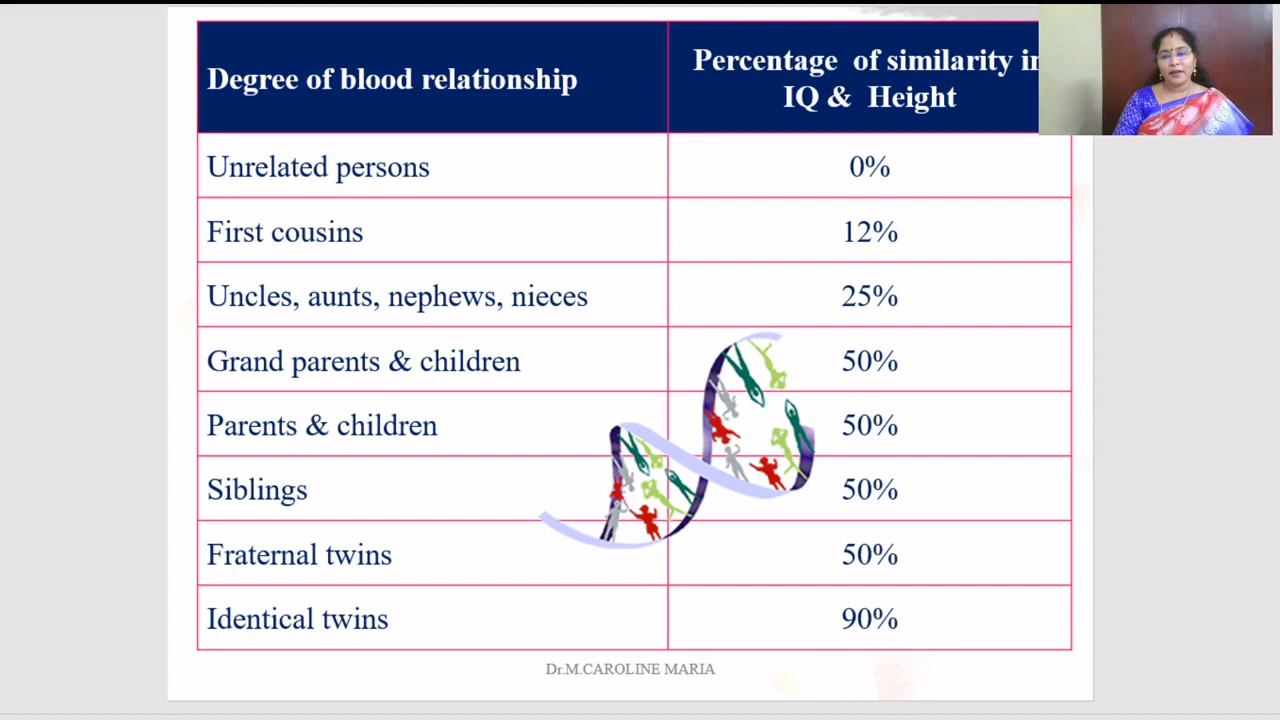 Degree of blood relationship
Percentage of similarity in
IQ & Height
Unrelated persons
0%
First cousins
12%
Uncles, aunts, nephews, nieces
25%
Grand parents & children
50%
Parents & children
50%
Siblings
50%
Fraternal twins
50%
Identical twins
90%
Dr.M.CAROLINE MARIA